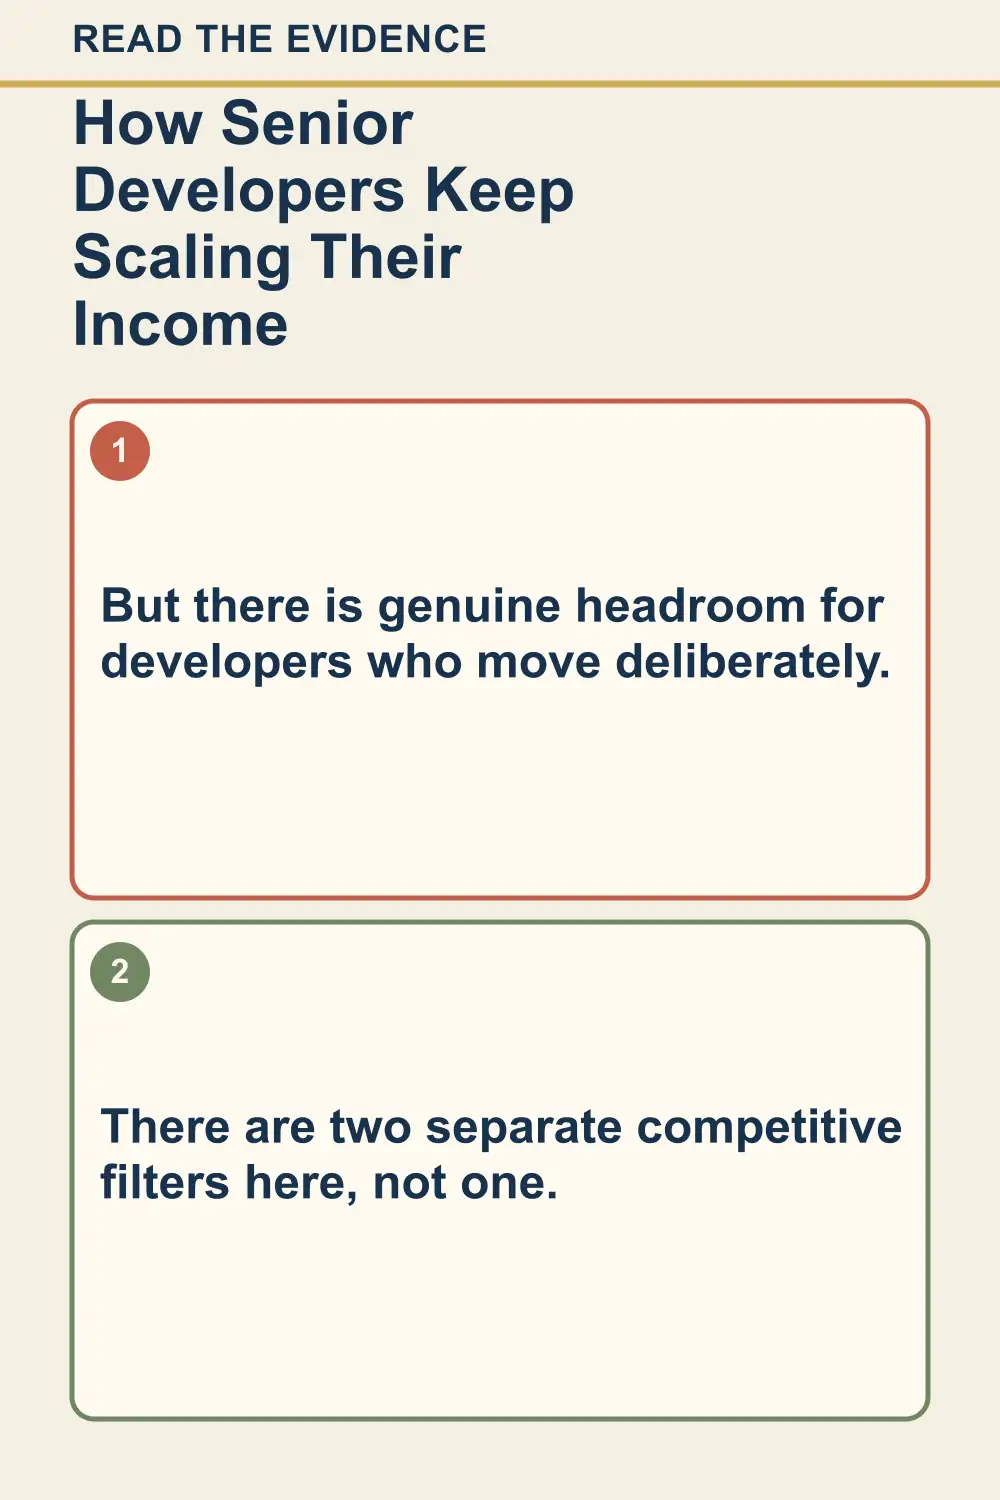 READ THE EVIDENCE
How Senior
Developers Keep
Scaling Their
Income
1
But there is genuine headroom for
developers who move deliberately.
2
There are two separate competitive
filters here, not one.